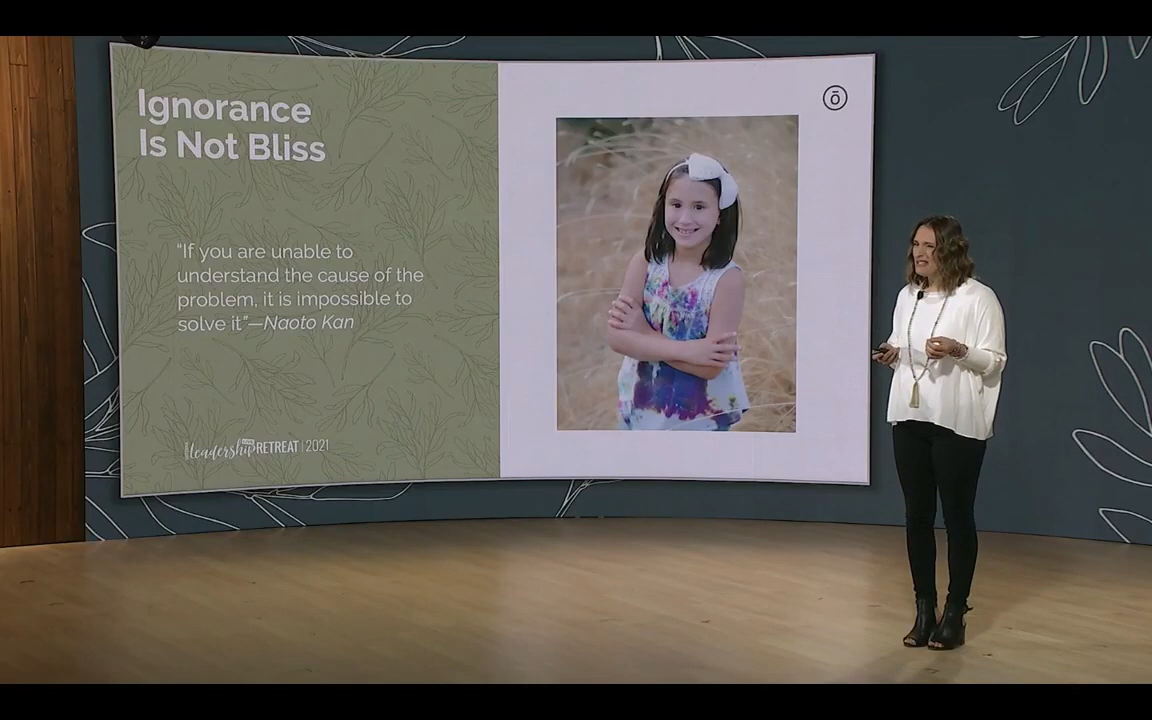 Ignorance
Is Not Bliss
“If you are unable to
understand the cause of the
problem, it is impossible to
solve it”—Naoto Kan
leadership LIVE RETREAT | 2021
ō